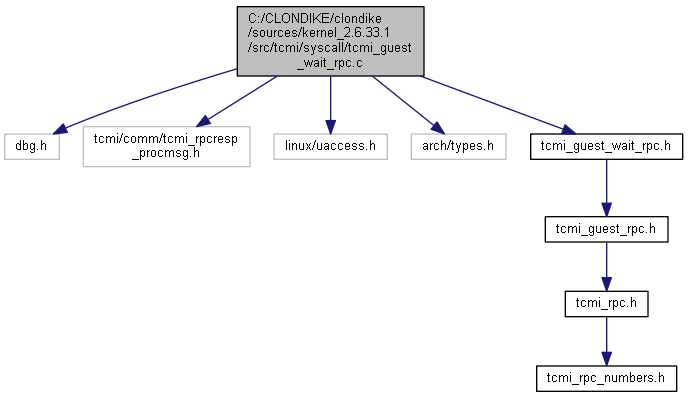 C:/CLONDIKE/clondike
/sources/kernel_2.6.33.1
/src/tcmi/syscall/tcmi_guest
_wait_rpc.c
dbg.h
tcmi/comm/tcmi_rpcresp
_procmsg.h
linux/uaccess.h
arch/types.h
tcmi_guest_wait_rpc.h
tcmi_guest_rpc.h
tcmi_rpc.h
tcmi_rpc_numbers.h